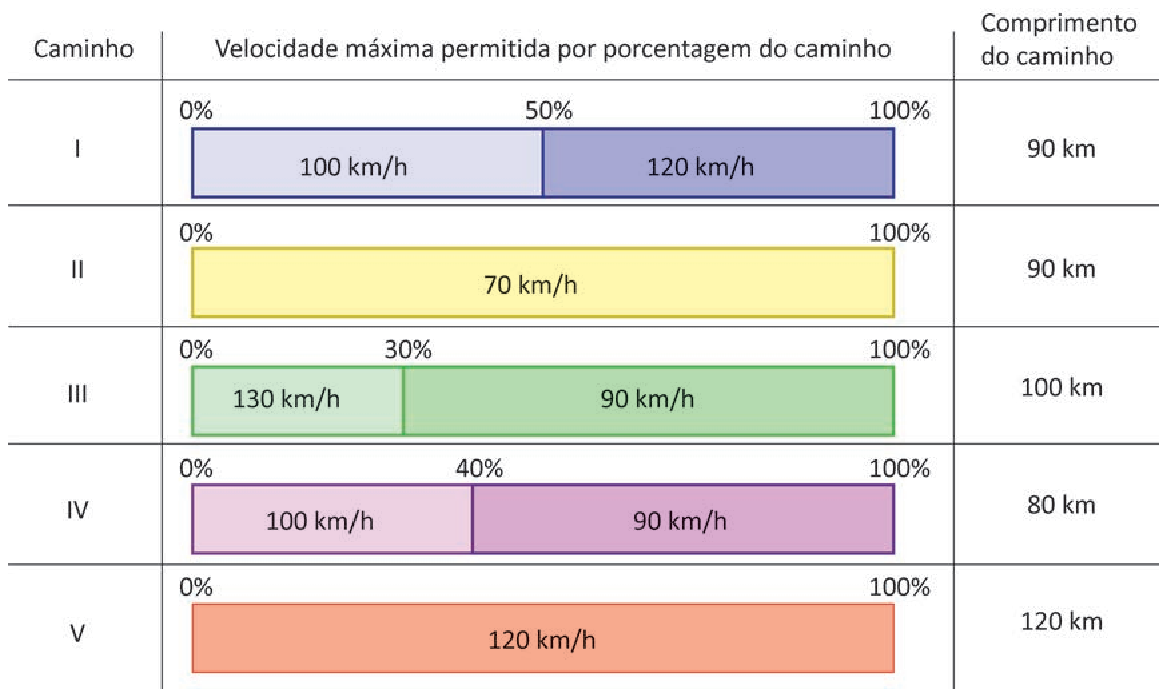 Caminho
Velocidade máxima permitida por porcentagem do caminho
Comprimento
do caminho
I
0% 50% 100%
100 km/h 120 km/h
90 km
II
0% 100%
70 km/h
90 km
III
0% 30% 100%
130 km/h 90 km/h
100 km
IV
0% 40% 100%
100 km/h 90 km/h
80 km
V
0% 100%
120 km/h
120 km